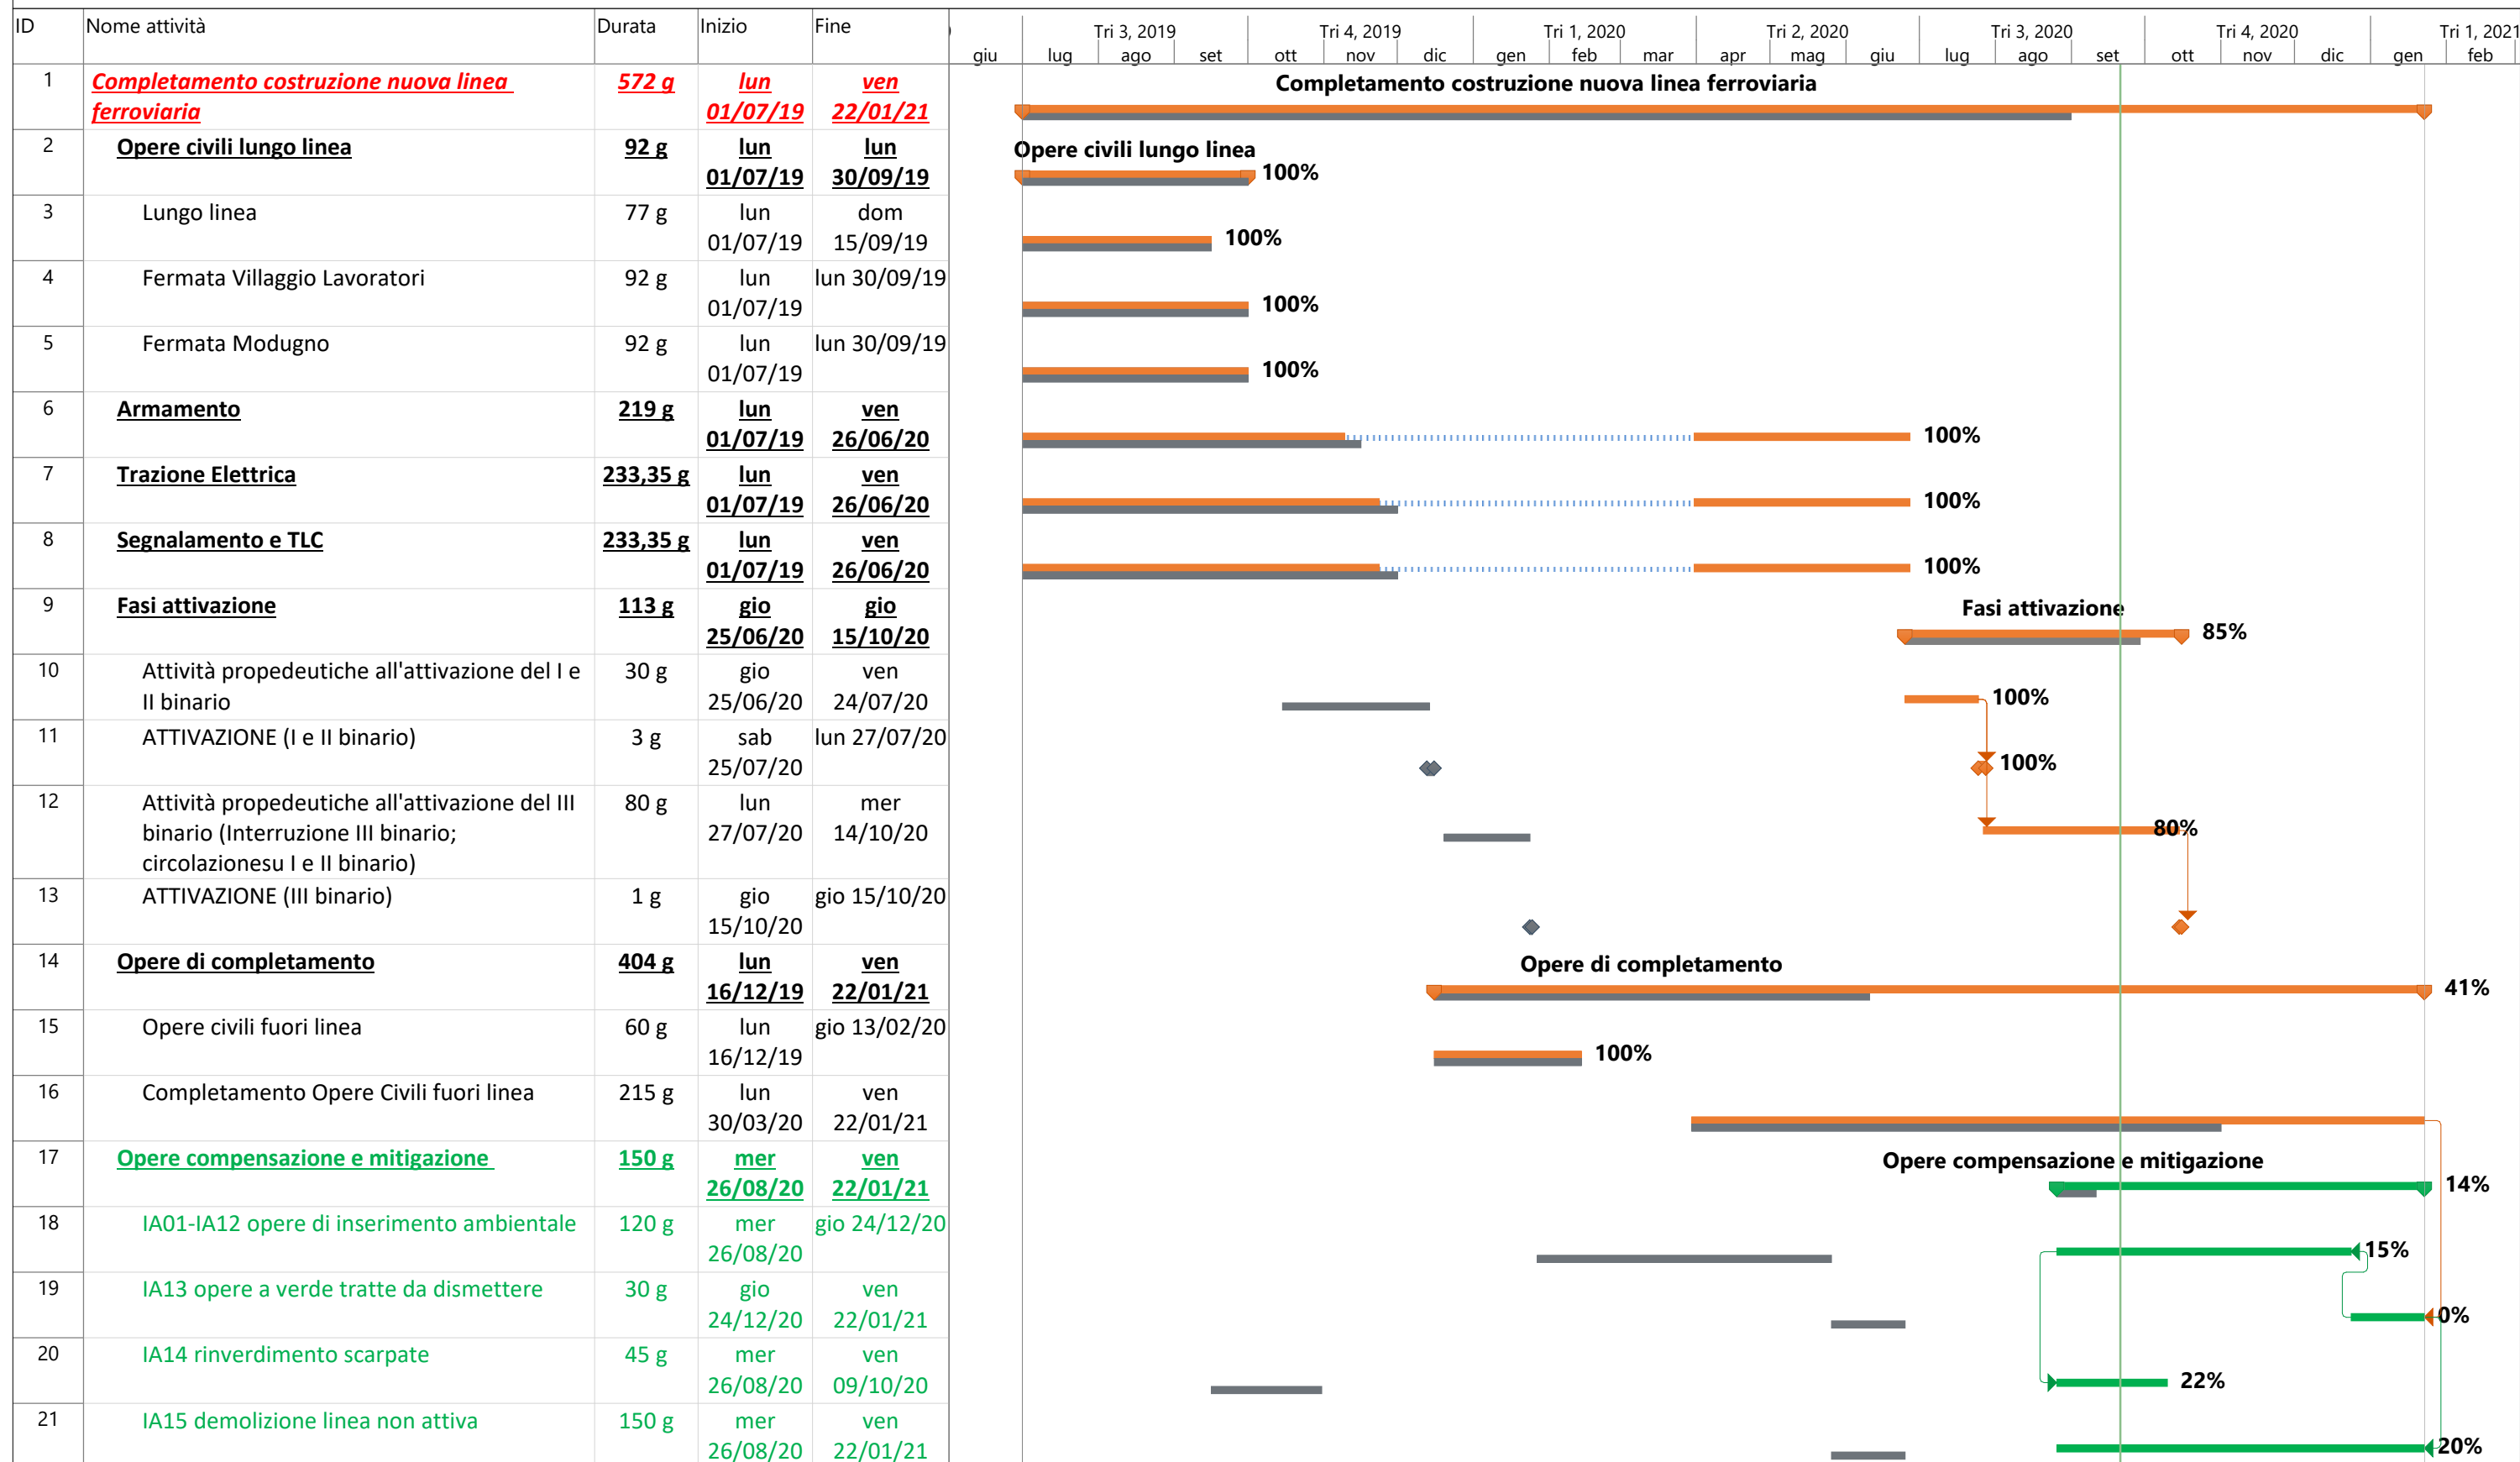 ID Nome attività Durata Inizio Fine
Tri 3, 2019 Tri 4, 2019 Tri 1, 2020 Tri 2, 2020 Tri 3, 2020 Tri 4, 2020 Tri 1, 2021
giu lug ago set ott nov dic gen feb mar apr mag giu lug ago set ott nov dic gen feb
1 Completamento costruzione nuova linea 572 g lun ven Completamento costruzione nuova linea ferroviaria
ferroviaria 01/07/19 22/01/21
2 Opere civili lungo linea 92 g lun lun Opere civili lungo linea
01/07/19 30/09/19 100%
3 Lungo linea 77 g lun dom
01/07/19 15/09/19 100%
4 Fermata Villaggio Lavoratori 92 g lun lun 30/09/19
01/07/19 100%
5 Fermata Modugno 92 g lun lun 30/09/19
01/07/19 100%
6 Armamento 219 g lun ven
01/07/19 26/06/20 100%
7 Trazione Elettrica 233,35 g lun ven
01/07/19 26/06/20 100%
8 Segnalamento e TLC 233,35 g lun ven
01/07/19 26/06/20 100%
9 Fasi attivazione 113 g gio gio Fasi attivazione
25/06/20 15/10/20 85%
10 Attività propedeutiche all'attivazione del I e 30 g gio ven
II binario 25/06/20 24/07/20 100%
11 ATTIVAZIONE (I e II binario) 3 g sab lun 27/07/20
25/07/20 100%
12 Attività propedeutiche all'attivazione del III 80 g lun mer
binario (Interruzione III binario; 27/07/20 14/10/20 80%
circolazionesu I e II binario)
13 ATTIVAZIONE (III binario) 1 g gio gio 15/10/20
15/10/20
14 Opere di completamento 404 g lun ven Opere di completamento
16/12/19 22/01/21 41%
15 Opere civili fuori linea 60 g lun gio 13/02/20
16/12/19 100%
16 Completamento Opere Civili fuori linea 215 g lun ven
30/03/20 22/01/21
17 Opere compensazione e mitigazione 150 g mer ven Opere compensazione e mitigazione
26/08/20 22/01/21 14%
18 IA01-IA12 opere di inserimento ambientale 120 g mer gio 24/12/20
26/08/20 15%
19 IA13 opere a verde tratte da dismettere 30 g gio ven
24/12/20 22/01/21 0%
20 IA14 rinverdimento scarpate 45 g mer ven
26/08/20 09/10/20 22%
21 IA15 demolizione linea non attiva 150 g mer ven
26/08/20 22/01/21 20%